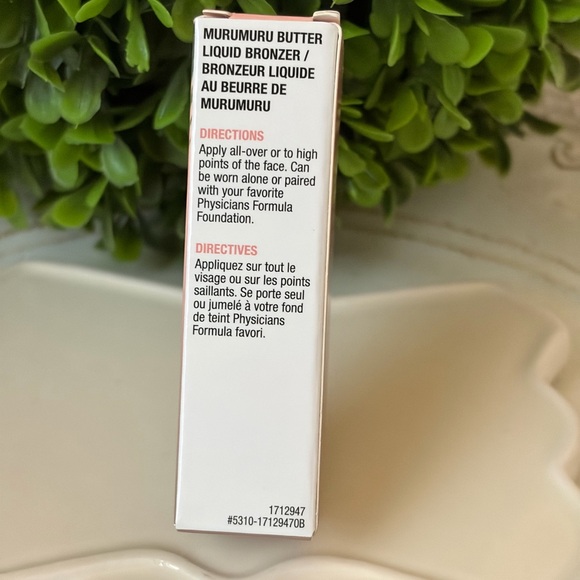 MURUMURU BUTTER
LIQUID BRONZER /
BRONZEUR LIQUIDE
AU BEURRE DE
MURUMURU
DIRECTIONS
Apply all-over or to high
points of the face. Can
be worn alone or paired
with your favorite
Physicians Formula
Foundation.
DIRECTIVES
Appliquez sur tout le
visage ou sur les points
saillants. Se porte seul
ou jumelé à votre fond
de teint Physicians
Formula favori.
1712947
#5310-17129470B